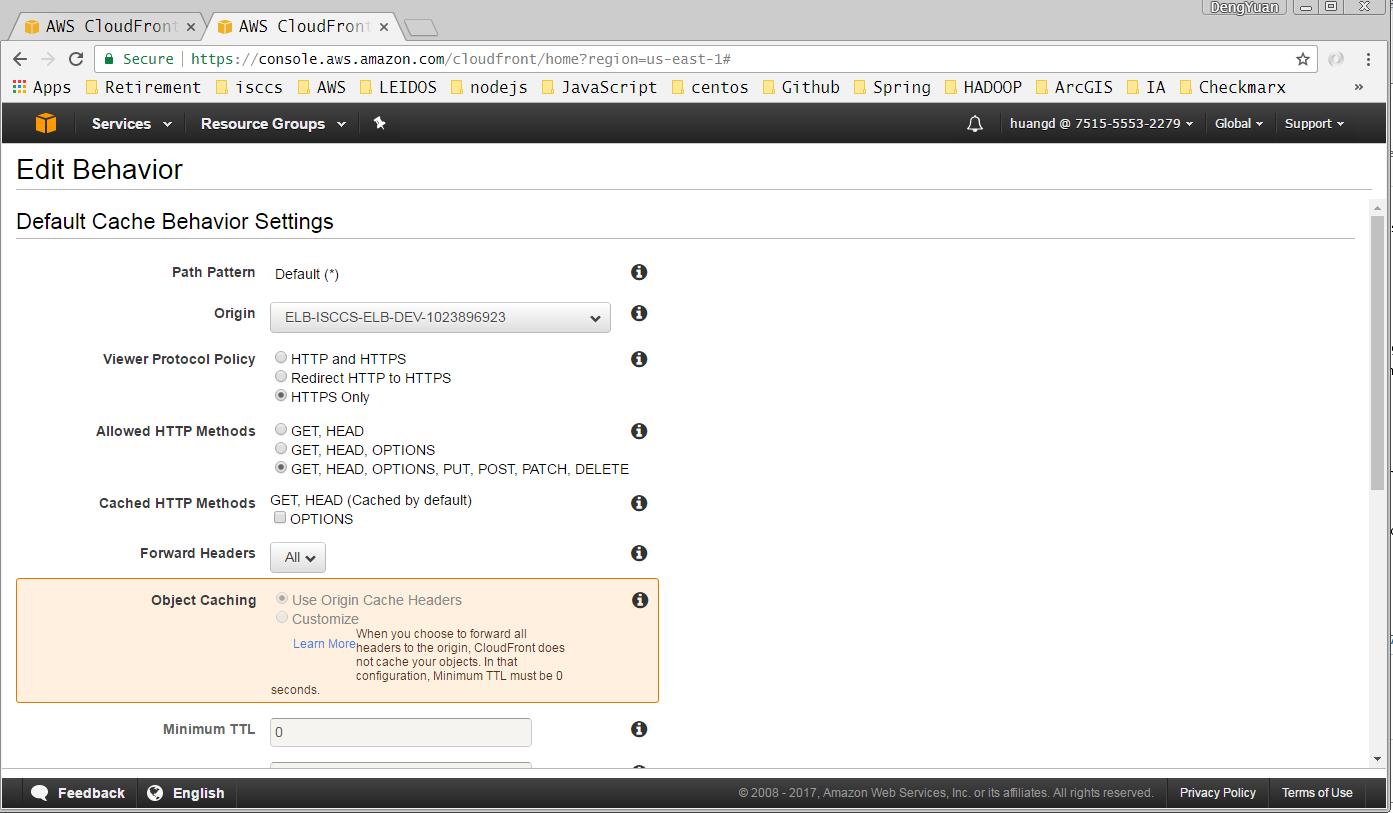 DengYuan
AWS CloudFront
AWS CloudFront
Secure https://console.aws.amazon.com/cloudfront/home?region=us-east-1#
Apps Retirement isccs AWS LEIDOS nodejs JavaScript centos Github Spring HADOOP ArcGIS IA Checkmarx »
Services Resource Groups huangd @ 7515-5553-2279 Global Support
Edit Behavior
Default Cache Behavior Settings
Path Pattern Default (*)
Origin ELB-ISCCS-ELB-DEV-1023896923
Viewer Protocol Policy HTTP and HTTPS
Redirect HTTP to HTTPS
HTTPS Only
Allowed HTTP Methods GET, HEAD
GET, HEAD, OPTIONS
GET, HEAD, OPTIONS, PUT, POST, PATCH, DELETE
Cached HTTP Methods GET, HEAD (Cached by default)
OPTIONS
Forward Headers All
Object Caching Use Origin Cache Headers
Customize
Learn More When you choose to forward all
headers to the origin, CloudFront does
not cache your objects. In that
configuration, Minimum TTL must be 0
seconds.
Minimum TTL 0
Feedback English © 2008 - 2017, Amazon Web Services, Inc. or its affiliates. All rights reserved. Privacy Policy Terms of Use